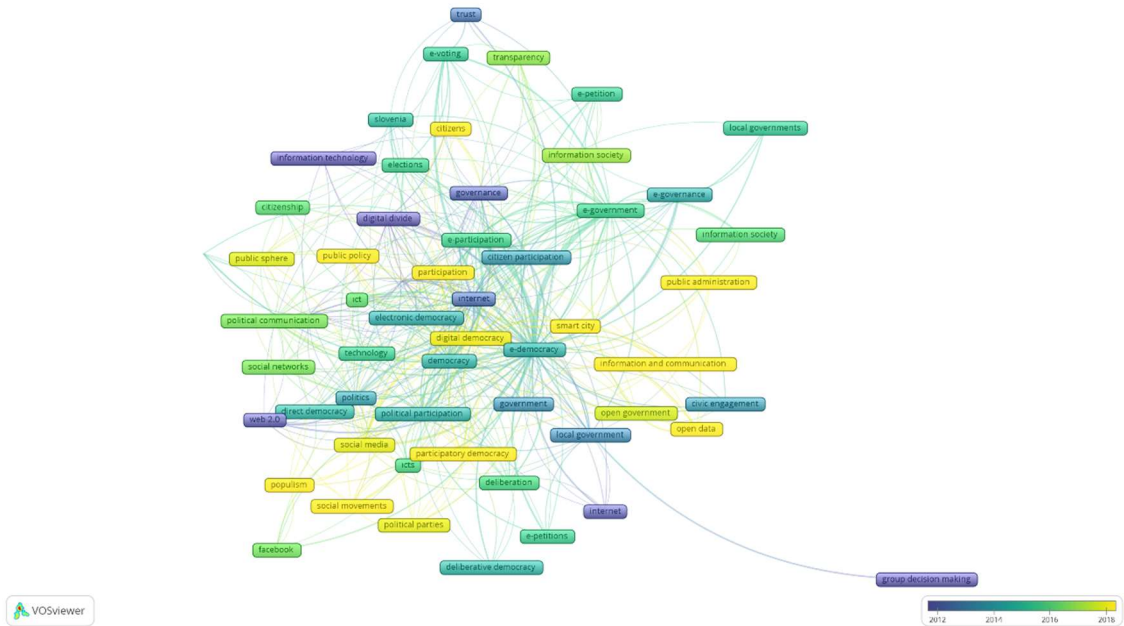 trust
e-voting
transparency
e-petition
slovenia
citizens
local governments
information technology
elections
information society
governance
e-governance
citizenship
digital divide
e-government
information society
e-participation
public sphere
public policy
citizen participation
participation
public administration
ict
internet
political communication
electronic democracy
smart city
digital democracy
e-democracy
technology
democracy
information and communication
social networks
politics
government
civic engagement
direct democracy
political participation
open government
web 2.0
open data
local government
social media
participatory democracy
icts
populism
deliberation
social movements
internet
political parties
e-petitions
facebook
deliberative democracy
group decision making
VOSviewer
2012 2014 2016 2018